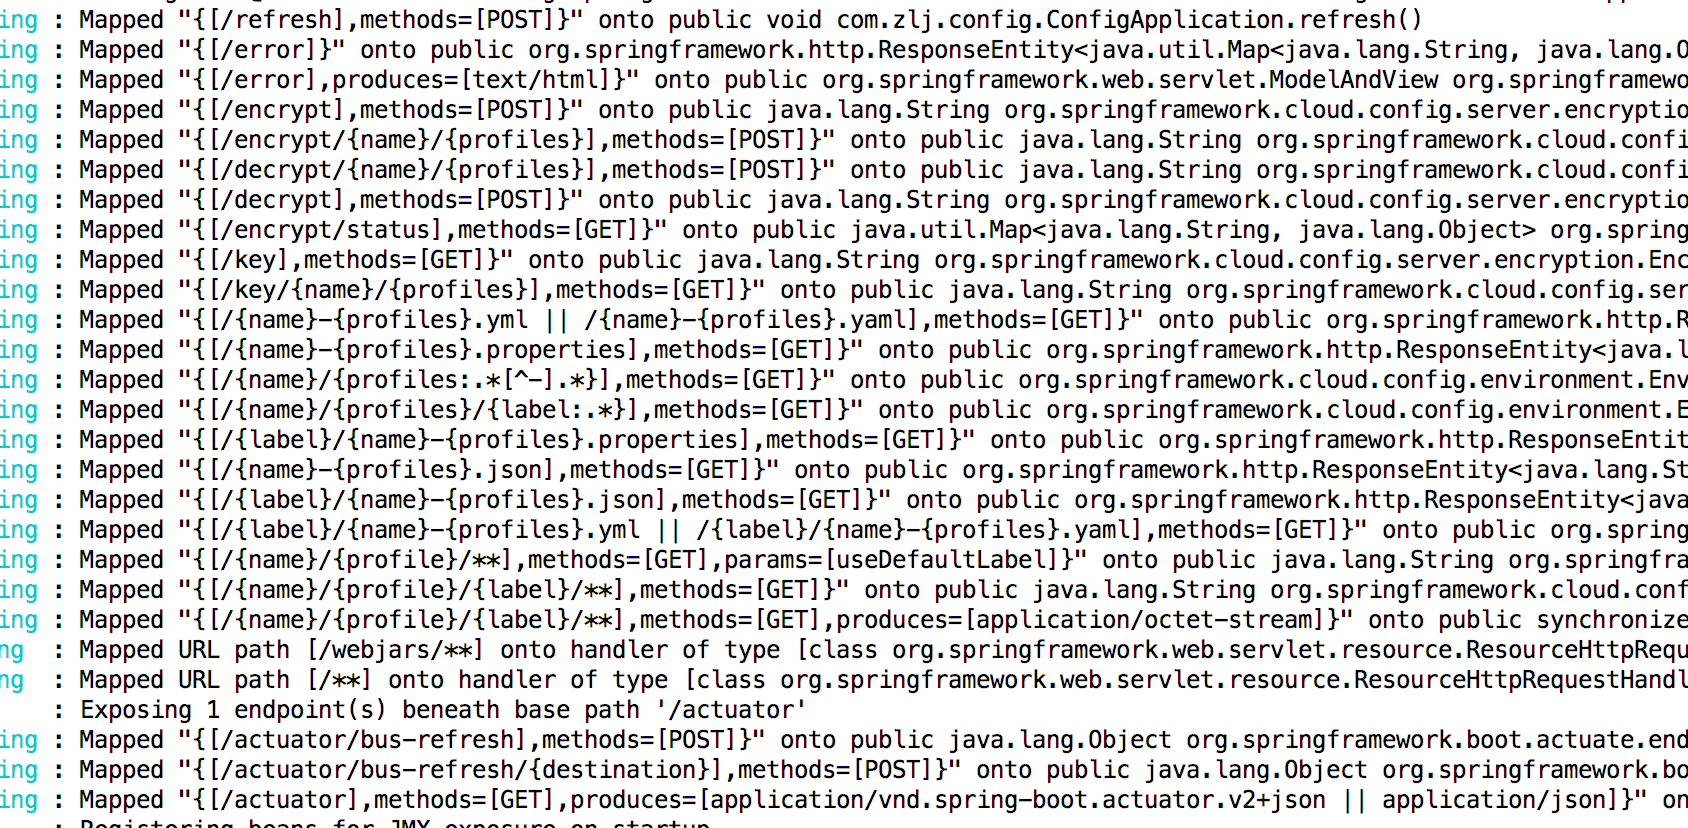 ing : Mapped "{[/refresh],methods=[POST]}" onto public void com.zlj.config.ConfigApplication.refresh()
ing : Mapped "{[/error]}" onto public org.springframework.http.ResponseEntity<java.util.Map<java.lang.String, java.lang.O
ing : Mapped "{[/error],produces=[text/html]}" onto public org.springframework.web.servlet.ModelAndView org.springframewo
ing : Mapped "{[/encrypt],methods=[POST]}" onto public java.lang.String org.springframework.cloud.config.server.encryptio
ing : Mapped "{[/encrypt/{name}/{profiles}],methods=[POST]}" onto public java.lang.String org.springframework.cloud.confi
ing : Mapped "{[/decrypt/{name}/{profiles}],methods=[POST]}" onto public java.lang.String org.springframework.cloud.confi
ing : Mapped "{[/decrypt],methods=[POST]}" onto public java.lang.String org.springframework.cloud.config.server.encryptio
ing : Mapped "{[/encrypt/status],methods=[GET]}" onto public java.util.Map<java.lang.String, java.lang.Object> org.spring
ing : Mapped "{[/key],methods=[GET]}" onto public java.lang.String org.springframework.cloud.config.server.encryption.Enc
ing : Mapped "{[/key/{name}/{profiles}],methods=[GET]}" onto public java.lang.String org.springframework.cloud.config.ser
ing : Mapped "{[/{name}-{profiles}.yml || /{name}-{profiles}.yaml],methods=[GET]}" onto public org.springframework.http.R
ing : Mapped "{[/{name}-{profiles}.properties],methods=[GET]}" onto public org.springframework.http.ResponseEntity<java.l
ing : Mapped "{[/{name}/{profiles:.*[^-].*}],methods=[GET]}" onto public org.springframework.cloud.config.environment.Env
ing : Mapped "{[/{name}/{profiles}/{label:.*}],methods=[GET]}" onto public org.springframework.cloud.config.environment.E
ing : Mapped "{[/{label}/{name}-{profiles}.properties],methods=[GET]}" onto public org.springframework.http.ResponseEntit
ing : Mapped "{[/{name}-{profiles}.json],methods=[GET]}" onto public org.springframework.http.ResponseEntity<java.lang.St
ing : Mapped "{[/{label}/{name}-{profiles}.json],methods=[GET]}" onto public org.springframework.http.ResponseEntity<java
ing : Mapped "{[/{label}/{name}-{profiles}.yml || /{label}/{name}-{profiles}.yaml],methods=[GET]}" onto public org.spring
ing : Mapped "{[/{name}/{profile}/**],methods=[GET],params=[useDefaultLabel]}" onto public java.lang.String org.springfra
ing : Mapped "{[/{name}/{profile}/{label}/**],methods=[GET]}" onto public java.lang.String org.springframework.cloud.conf
ing : Mapped "{[/{name}/{profile}/{label}/**],methods=[GET],produces=[application/octet-stream]}" onto public synchronize
ng : Mapped URL path [/webjars/**] onto handler of type [class org.springframework.web.servlet.resource.ResourceHttpRequ
ng : Mapped URL path [/**] onto handler of type [class org.springframework.web.servlet.resource.ResourceHttpRequestHandl
: Exposing 1 endpoint(s) beneath base path '/actuator'
ing : Mapped "{[/actuator/bus-refresh],methods=[POST]}" onto public java.lang.Object org.springframework.boot.actuate.end
ing : Mapped "{[/actuator/bus-refresh/{destination}],methods=[POST]}" onto public java.lang.Object org.springframework.bo
ing : Mapped "{[/actuator],methods=[GET],produces=[application/vnd.spring-boot.actuator.v2+json || application/json]}" on
: Registering beans for JMX exposure on startup